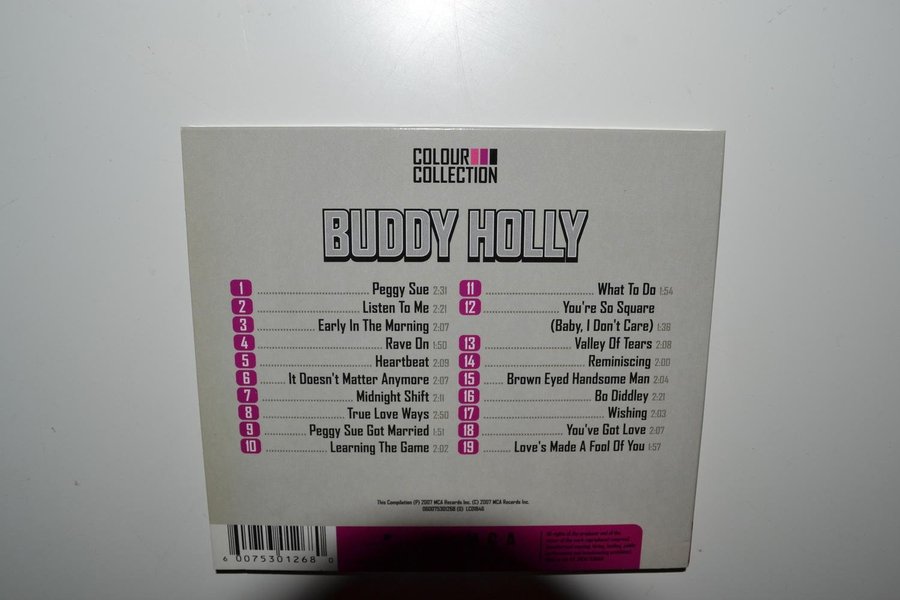 COLOUR
COLLECTION
BUDDY HOLLY
1 Peggy Sue 2:31
2 Listen To Me 2:21
3 Early In The Morning 2:07
4 Rave On 1:50
5 Heartbeat 2:09
6 It Doesn't Matter Anymore 2:07
7 Midnight Shift 2:11
8 True Love Ways 2:50
9 Peggy Sue Got Married 1:51
10 Learning The Game 2:02
11 What To Do 1:54
12 You're So Square
(Baby, I Don't Care) 1:36
13 Valley Of Tears 2:08
14 Reminiscing 2:00
15 Brown Eyed Handsome Man 2:04
16 Bo Diddley 2:21
17 Wishing 2:03
18 You've Got Love 2:07
19 Love's Made A Fool Of You 1:57
This Compilation (P) 2007 MCA Records Inc. (C) 2007 MCA Records Inc.
060075301268 (0) LC01846
6 00753 01268 0